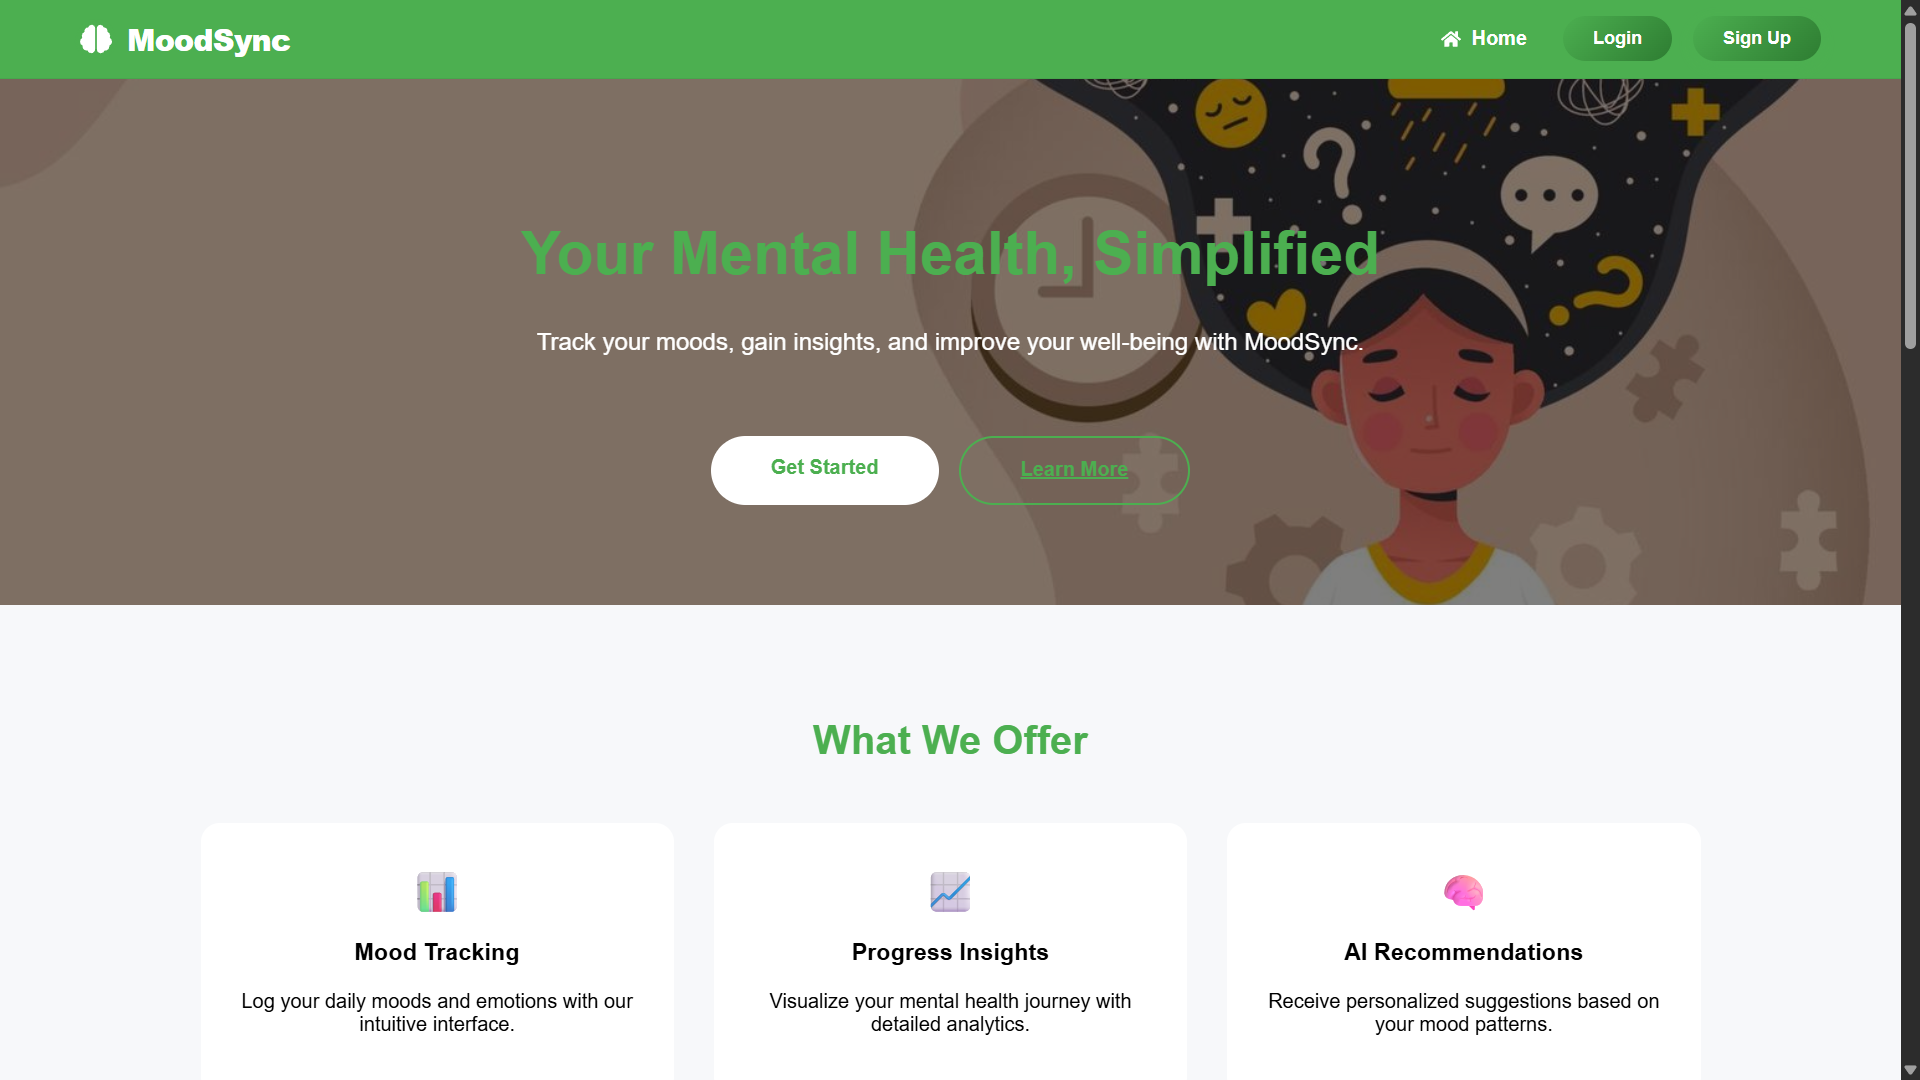 MoodSync
Home
Login
Sign Up
Your Mental Health, Simplified
Track your moods, gain insights, and improve your well-being with MoodSync.
Get Started
Learn More
What We Offer
Mood Tracking
Log your daily moods and emotions with our
intuitive interface.
Progress Insights
Visualize your mental health journey with
detailed analytics.
AI Recommendations
Receive personalized suggestions based on
your mood patterns.